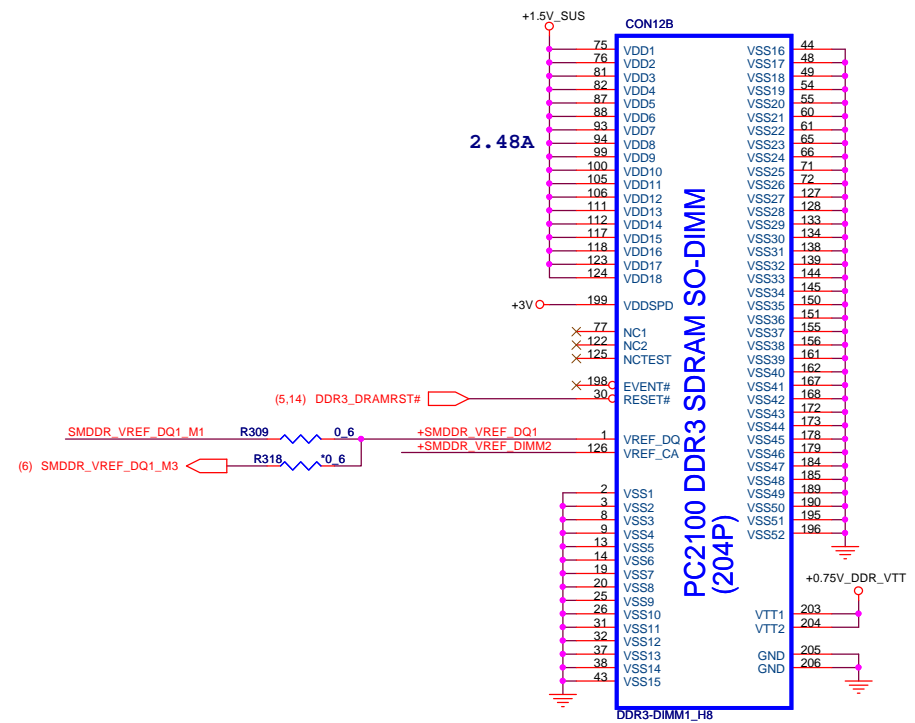 +1.5V_SUS
CON12B
2.48A
75 VDD1
76 VDD2
81 VDD3
82 VDD4
87 VDD5
88 VDD6
93 VDD7
94 VDD8
99 VDD9
100 VDD10
105 VDD11
106 VDD12
111 VDD13
112 VDD14
117 VDD15
118 VDD16
123 VDD17
124 VDD18
+3V 199 VDDSPD
77 NC1
122 NC2
125 NCTEST
198 EVENT#
(5,14) DDR3_DRAMRST# 30 RESET#
SMDDR_VREF_DQ1_M1 R309 0_6 +SMDDR_VREF_DQ1 1 VREF_DQ
+SMDDR_VREF_DIMM2 126 VREF_CA
(6) SMDDR_VREF_DQ1_M3 R318 *0_6
2 VSS1
3 VSS2
8 VSS3
9 VSS4
13 VSS5
14 VSS6
19 VSS7
20 VSS8
25 VSS9
26 VSS10
31 VSS11
32 VSS12
37 VSS13
38 VSS14
43 VSS15
PC2100 DDR3 SDRAM SO-DIMM
(204P)
VSS16 44
VSS17 48
VSS18 49
VSS19 54
VSS20 55
VSS21 60
VSS22 61
VSS23 65
VSS24 66
VSS25 71
VSS26 72
VSS27 127
VSS28 128
VSS29 133
VSS30 134
VSS31 138
VSS32 139
VSS33 144
VSS34 145
VSS35 150
VSS36 151
VSS37 155
VSS38 156
VSS39 161
VSS40 162
VSS41 167
VSS42 168
VSS43 172
VSS44 173
VSS45 178
VSS46 179
VSS47 184
VSS48 185
VSS49 189
VSS50 190
VSS51 195
VSS52 196
+0.75V_DDR_VTT
VTT1 203
VTT2 204
GND 205
GND 206
DDR3-DIMM1_H8